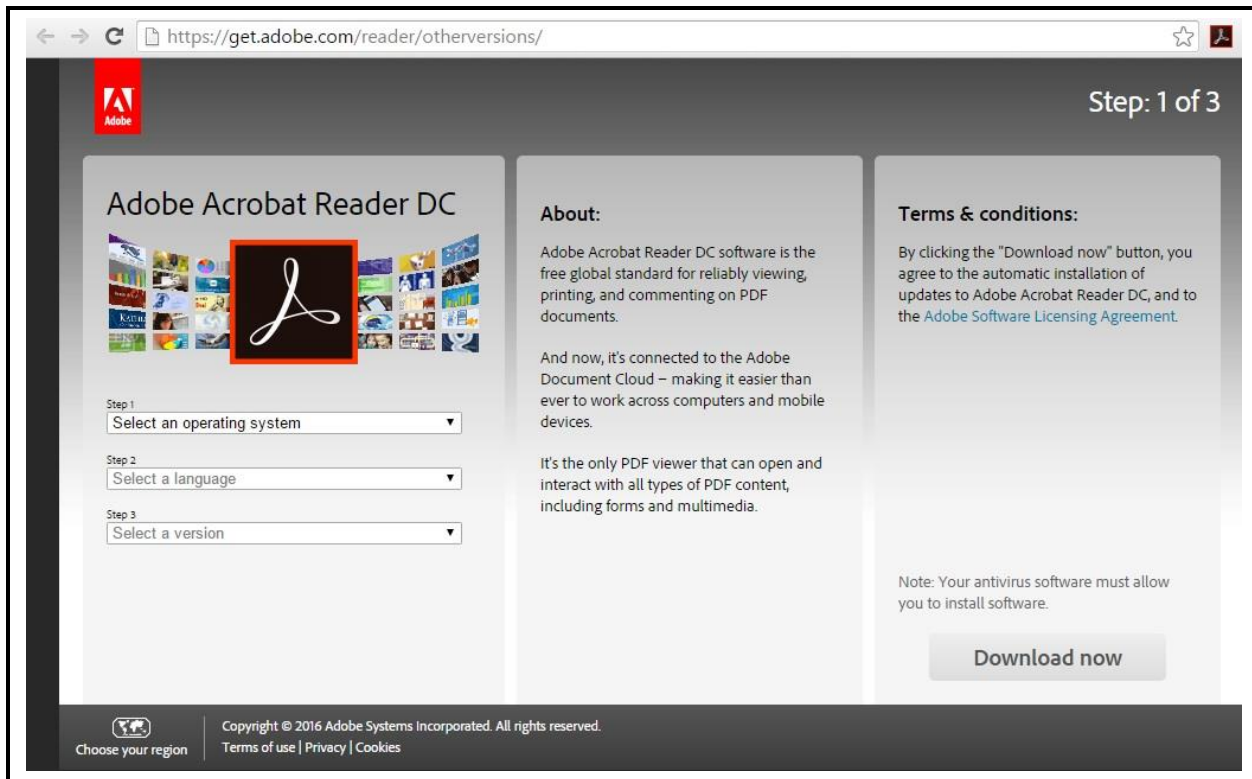 https://get.adobe.com/reader/otherversions/
Adobe
Step: 1 of 3
Adobe Acrobat Reader DC
Step 1
Select an operating system
Step 2
Select a language
Step 3
Select a version
About:
Adobe Acrobat Reader DC software is the
free global standard for reliably viewing,
printing, and commenting on PDF
documents.
And now, it's connected to the Adobe
Document Cloud – making it easier than
ever to work across computers and mobile
devices.
It's the only PDF viewer that can open and
interact with all types of PDF content,
including forms and multimedia.
Terms & conditions:
By clicking the "Download now" button, you
agree to the automatic installation of
updates to Adobe Acrobat Reader DC, and to
the Adobe Software Licensing Agreement.
Note: Your antivirus software must allow
you to install software.
Download now
Choose your region
Copyright © 2016 Adobe Systems Incorporated. All rights reserved.
Terms of use | Privacy | Cookies